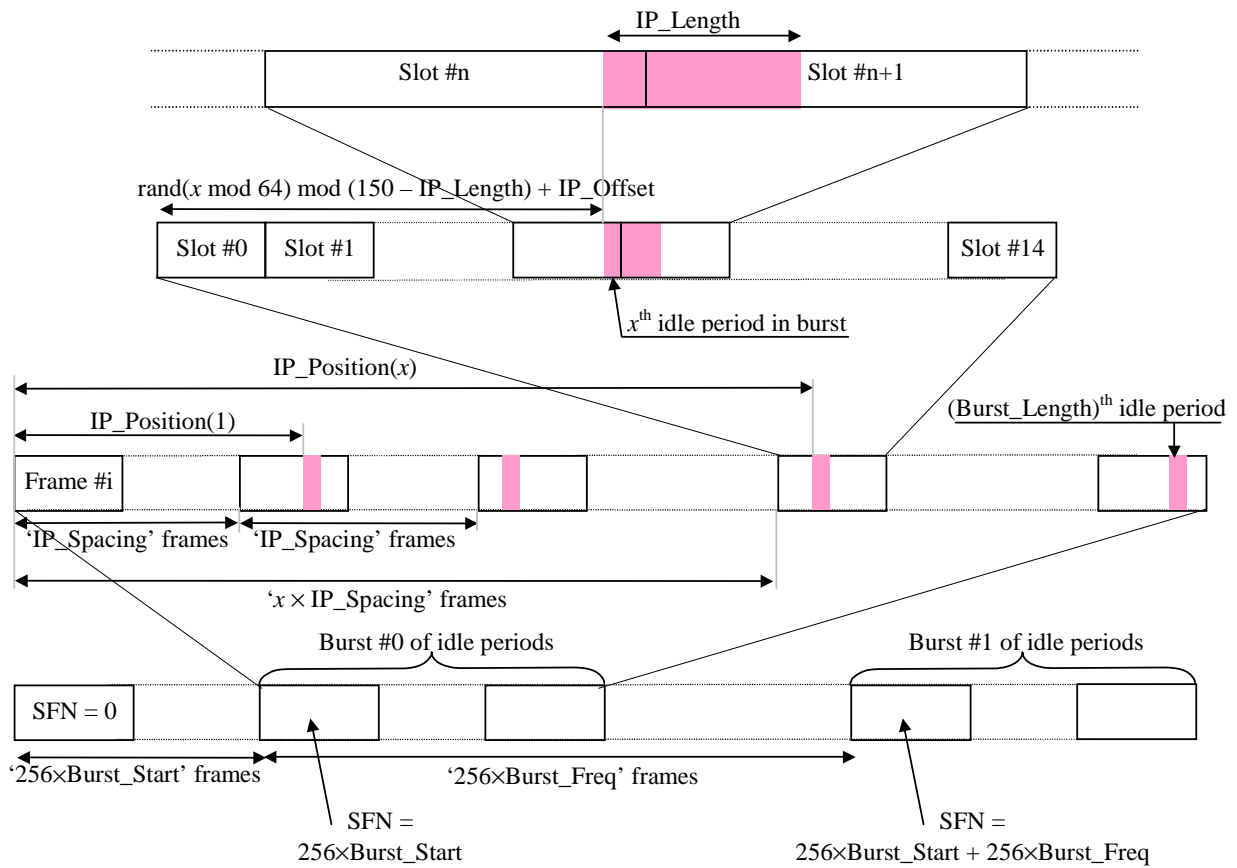 IP_Length
Slot #n
Slot #n+1
rand(x mod 64) mod (150 – IP_Length) + IP_Offset
Slot #0
Slot #1
Slot #14
xth idle period in burst
IP_Position(x)
IP_Position(1)
(Burst_Length)th idle period
Frame #i
‘IP_Spacing’ frames
‘IP_Spacing’ frames
‘x × IP_Spacing’ frames
Burst #0 of idle periods
Burst #1 of idle periods
SFN = 0
‘256×Burst_Start’ frames
‘256×Burst_Freq’ frames
SFN =
256×Burst_Start
SFN =
256×Burst_Start + 256×Burst_Freq